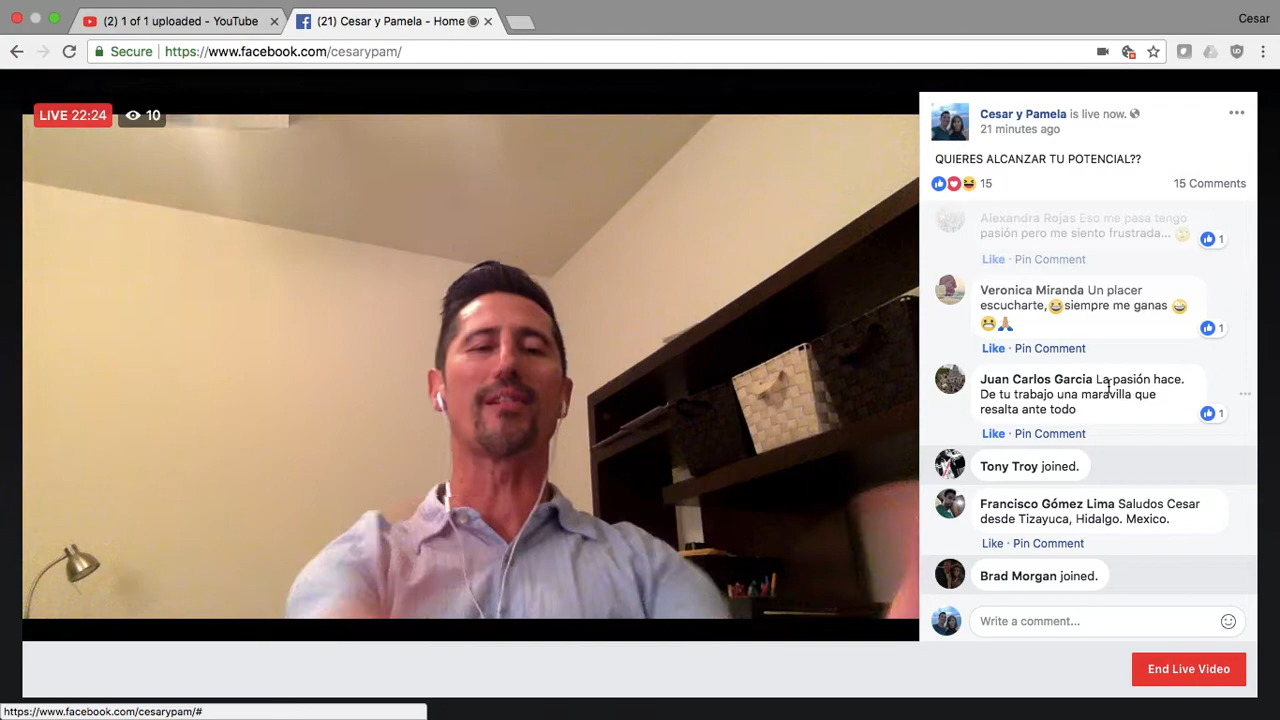 (2) 1 of 1 uploaded - YouTube
(21) Cesar y Pamela - Home
Cesar
Secure
https://www.facebook.com/cesarypam/
LIVE 22:24
10
Cesar y Pamela is live now.
21 minutes ago
QUIERES ALCANZAR TU POTENCIAL??
15
15 Comments
Alexandra Rojas Eso me pasa tengo
pasión pero me siento frustrada...
1
Like · Pin Comment
Veronica Miranda Un placer
escucharte,😂siempre me ganas
1
Like · Pin Comment
Juan Carlos Garcia La pasión hace.
De tu trabajo una maravilla que
resalta ante todo
1
Like · Pin Comment
Tony Troy joined.
Francisco Gómez Lima Saludos Cesar
desde Tizayuca, Hidalgo. Mexico.
Like · Pin Comment
Brad Morgan joined.
Write a comment...
End Live Video
https://www.facebook.com/cesarypam/#